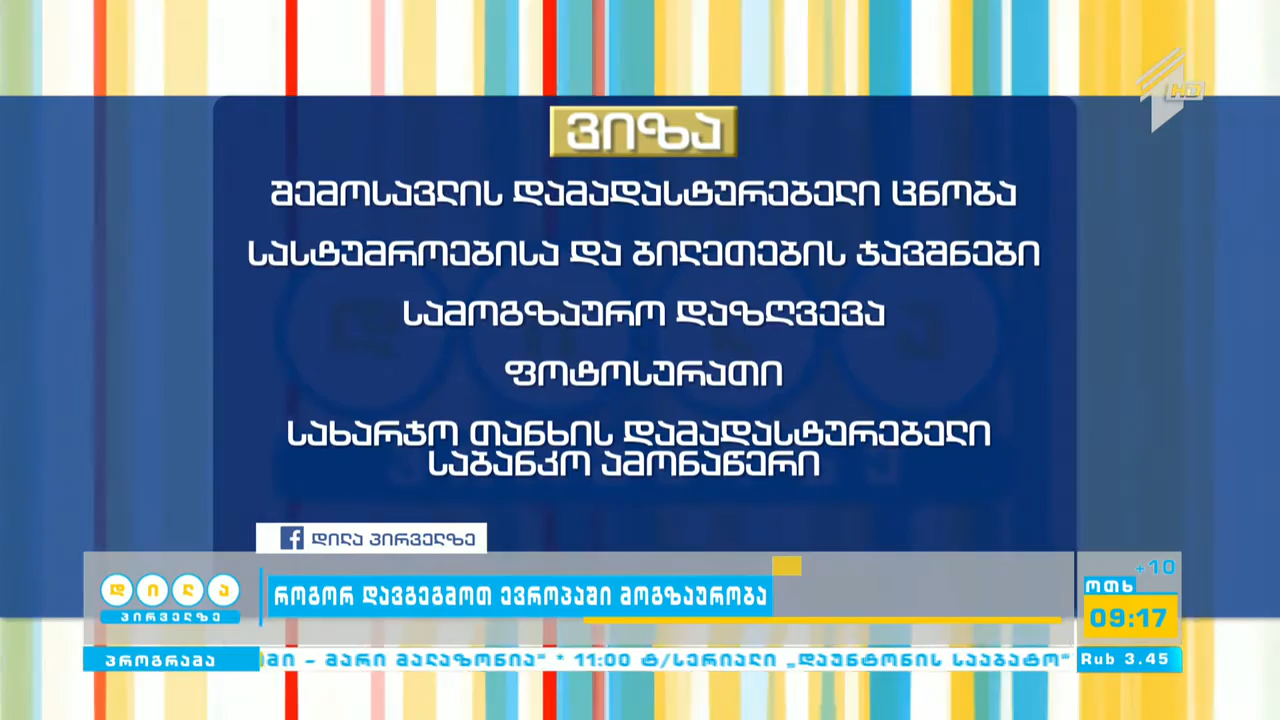 HD
ვიზა
შემოსავლის დამადასტურებელი ცნობა
სასტუმროებისა და ბილეთების ჯავშნები
სამოგზაურო დაზღვევა
ფოტოსურათი
სახარჯო თანხის დამადასტურებელი
საბანკო ამონაწერი
დილა პირველზე
დილა
პირველზე
როგორ დავგეგმოთ ევროპაში მოგზაურობა
+10
ოთხ
09:17
პროგრამა
ში - მარი მალაზონია" * 11:00 ტ/სერიალი „დაუნტონის სააბატო"
Rub 3.45